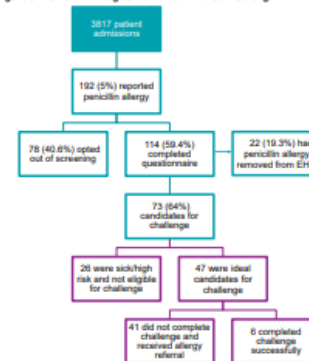 3817 patient
admissions
192 (5%) reported
penicillin allergy
78 (40.6%) opted
out of screening
114 (59.4%)
completed
questionnaire
22 (19.3%) ha
penicillin allergy
removed from EH
73 (64%)
candidates for
challenge
26 were sick/high
risk and not eligible
for challenge
47 were ideal
candidates for
challenge
41 did not complete
challenge and
received allergy
referral
6 completed
challenge
successfully